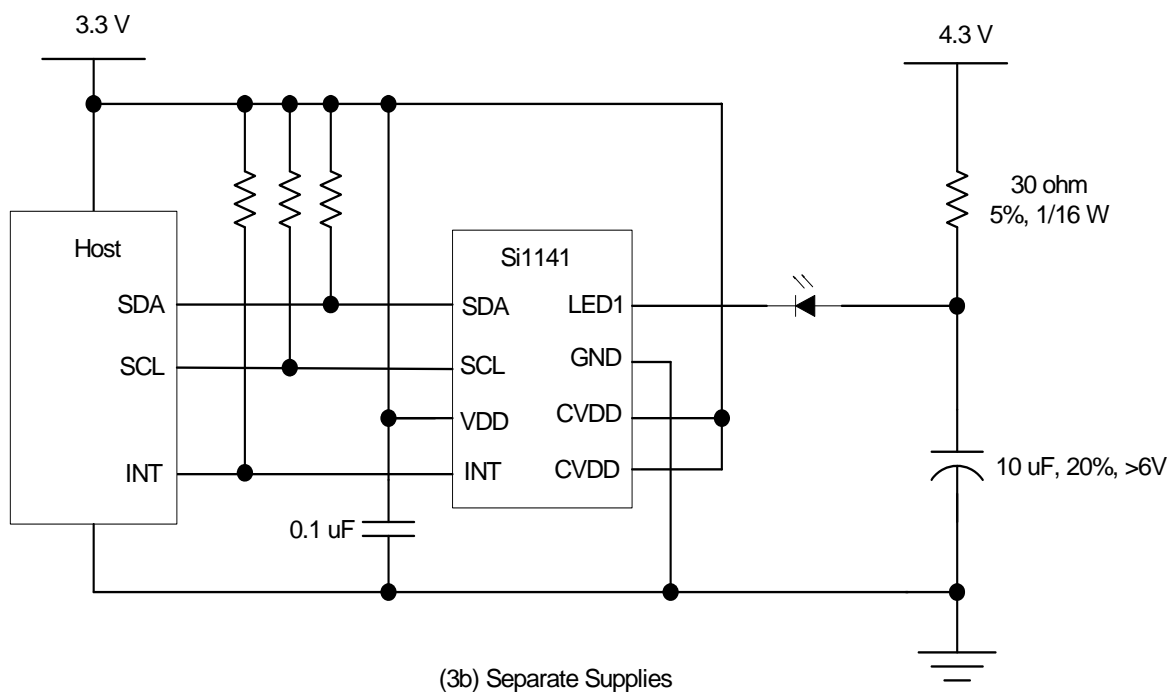 3.3 V
4.3 V
30 ohm
5%, 1/16 W
Host
Si1141
SDA
SDA
LED1
GND
SCL
SCL
VDD
CVDD
INT
INT
CVDD
10 uF, 20%, >6V
0.1 uF
(3b) Separate Supplies